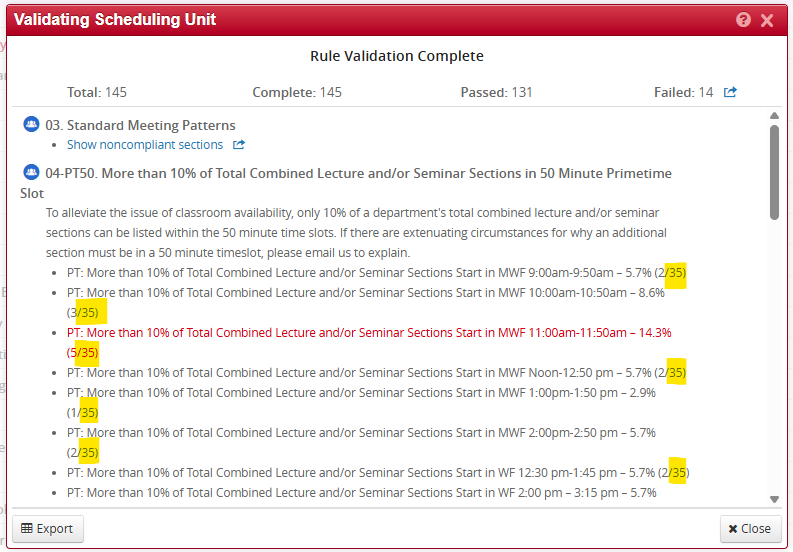 Validating Scheduling Unit
Rule Validation Complete
Total: 145 Complete: 145 Passed: 131 Failed: 14
03. Standard Meeting Patterns
• Show noncompliant sections
04-PT50. More than 10% of Total Combined Lecture and/or Seminar Sections in 50 Minute Primetime
Slot
To alleviate the issue of classroom availability, only 10% of a department's total combined lecture and/or seminar
sections can be listed within the 50 minute time slots. If there are extenuating circumstances for why an additional
section must be in a 50 minute timeslot, please email us to explain.
• PT: More than 10% of Total Combined Lecture and/or Seminar Sections Start in MWF 9:00am-9:50am – 5.7% (2/35)
• PT: More than 10% of Total Combined Lecture and/or Seminar Sections Start in MWF 10:00am-10:50am – 8.6%
(3/35)
• PT: More than 10% of Total Combined Lecture and/or Seminar Sections Start in MWF 11:00am-11:50am – 14.3%
(5/35)
• PT: More than 10% of Total Combined Lecture and/or Seminar Sections Start in MWF Noon-12:50 pm – 5.7% (2/35)
• PT: More than 10% of Total Combined Lecture and/or Seminar Sections Start in MWF 1:00pm-1:50 pm – 2.9%
(1/35)
• PT: More than 10% of Total Combined Lecture and/or Seminar Sections Start in MWF 2:00pm-2:50 pm – 5.7%
(2/35)
• PT: More than 10% of Total Combined Lecture and/or Seminar Sections Start in WF 12:30 pm-1:45 pm – 5.7% (2/35)
• PT: More than 10% of Total Combined Lecture and/or Seminar Sections Start in WF 2:00 pm – 3:15 pm – 5.7%
Export
Close